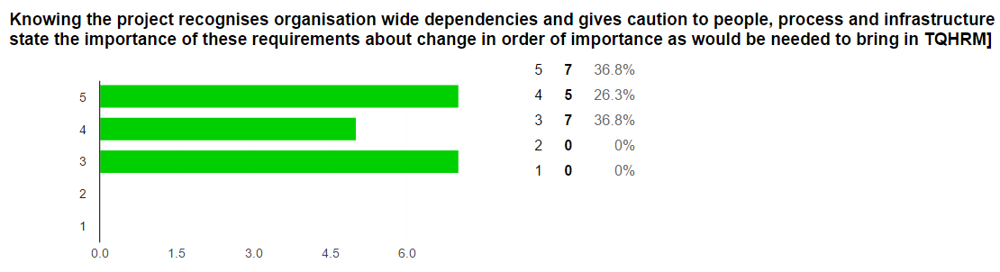 Knowing the project recognises organisation wide dependencies and gives caution to people, process and infrastructure
state the importance of these requirements about change in order of importance as would be needed to bring in TQHRM]
5 7 36.8%
4 5 26.3%
3 7 36.8%
2 0 0%
1 0 0%
5
4
3
2
1
0.0 1.5 3.0 4.5 6.0